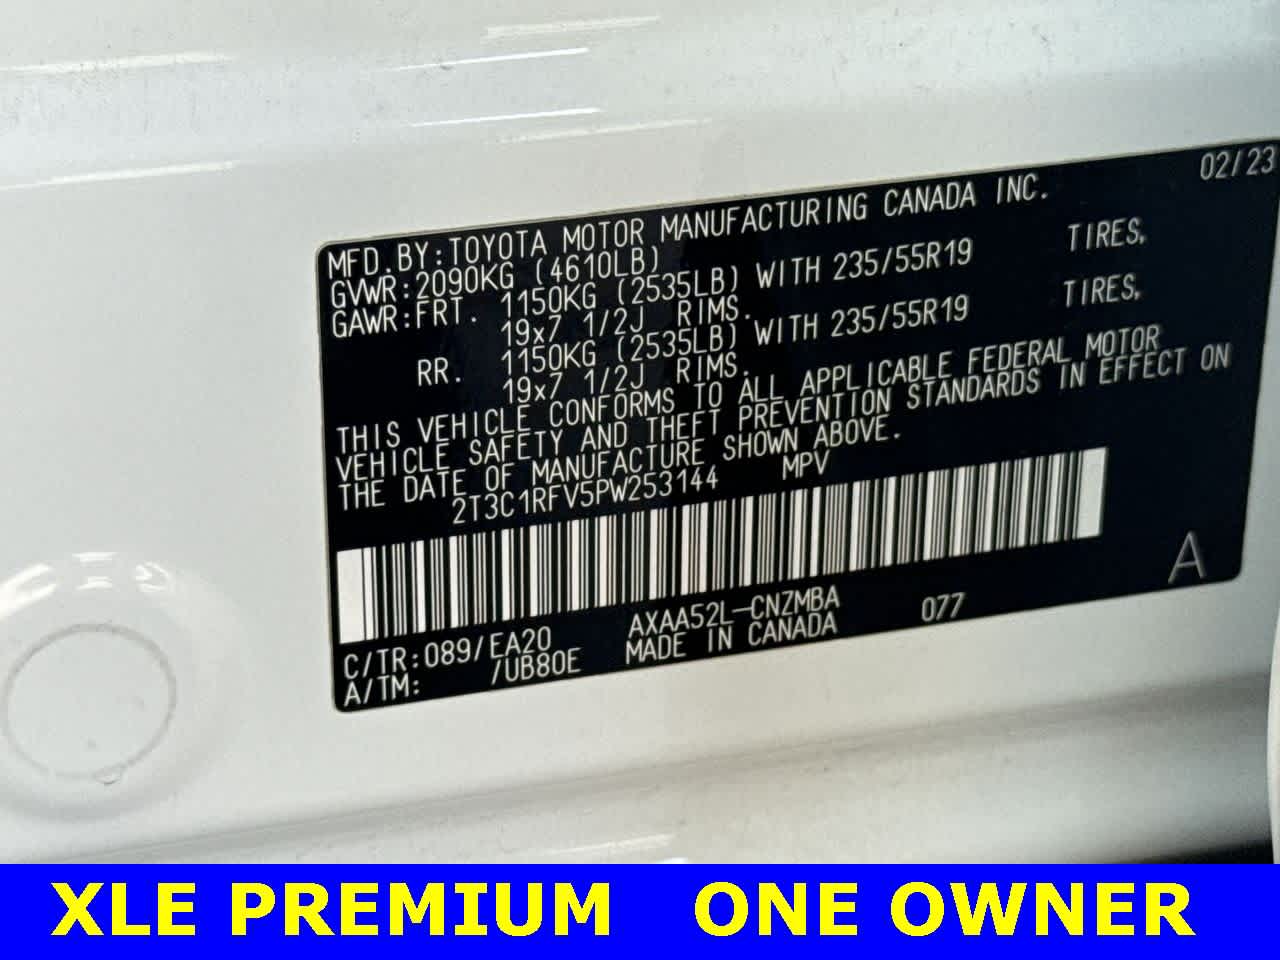 02/23
MFD.BY:TOYOTA MOTOR MANUFACTURING CANADA INC.
GVWR:2090KG (4610LB)
GAWR:FRT. 1150KG (2535LB) WITH 235/55R19 TIRES,
19x7 1/2J RIMS.
RR. 1150KG (2535LB) WITH 235/55R19 TIRES,
19x7 1/2J RIMS.
THIS VEHICLE CONFORMS TO ALL APPLICABLE FEDERAL MOTOR
VEHICLE SAFETY AND THEFT PREVENTION STANDARDS IN EFFECT ON
THE DATE OF MANUFACTURE SHOWN ABOVE.
2T3C1RFV5PW253144 MPV
A
C/TR:089/EA20 AXAA52L-CNZMBA 077
A/TM: /UB80E MADE IN CANADA
XLE PREMIUM ONE OWNER